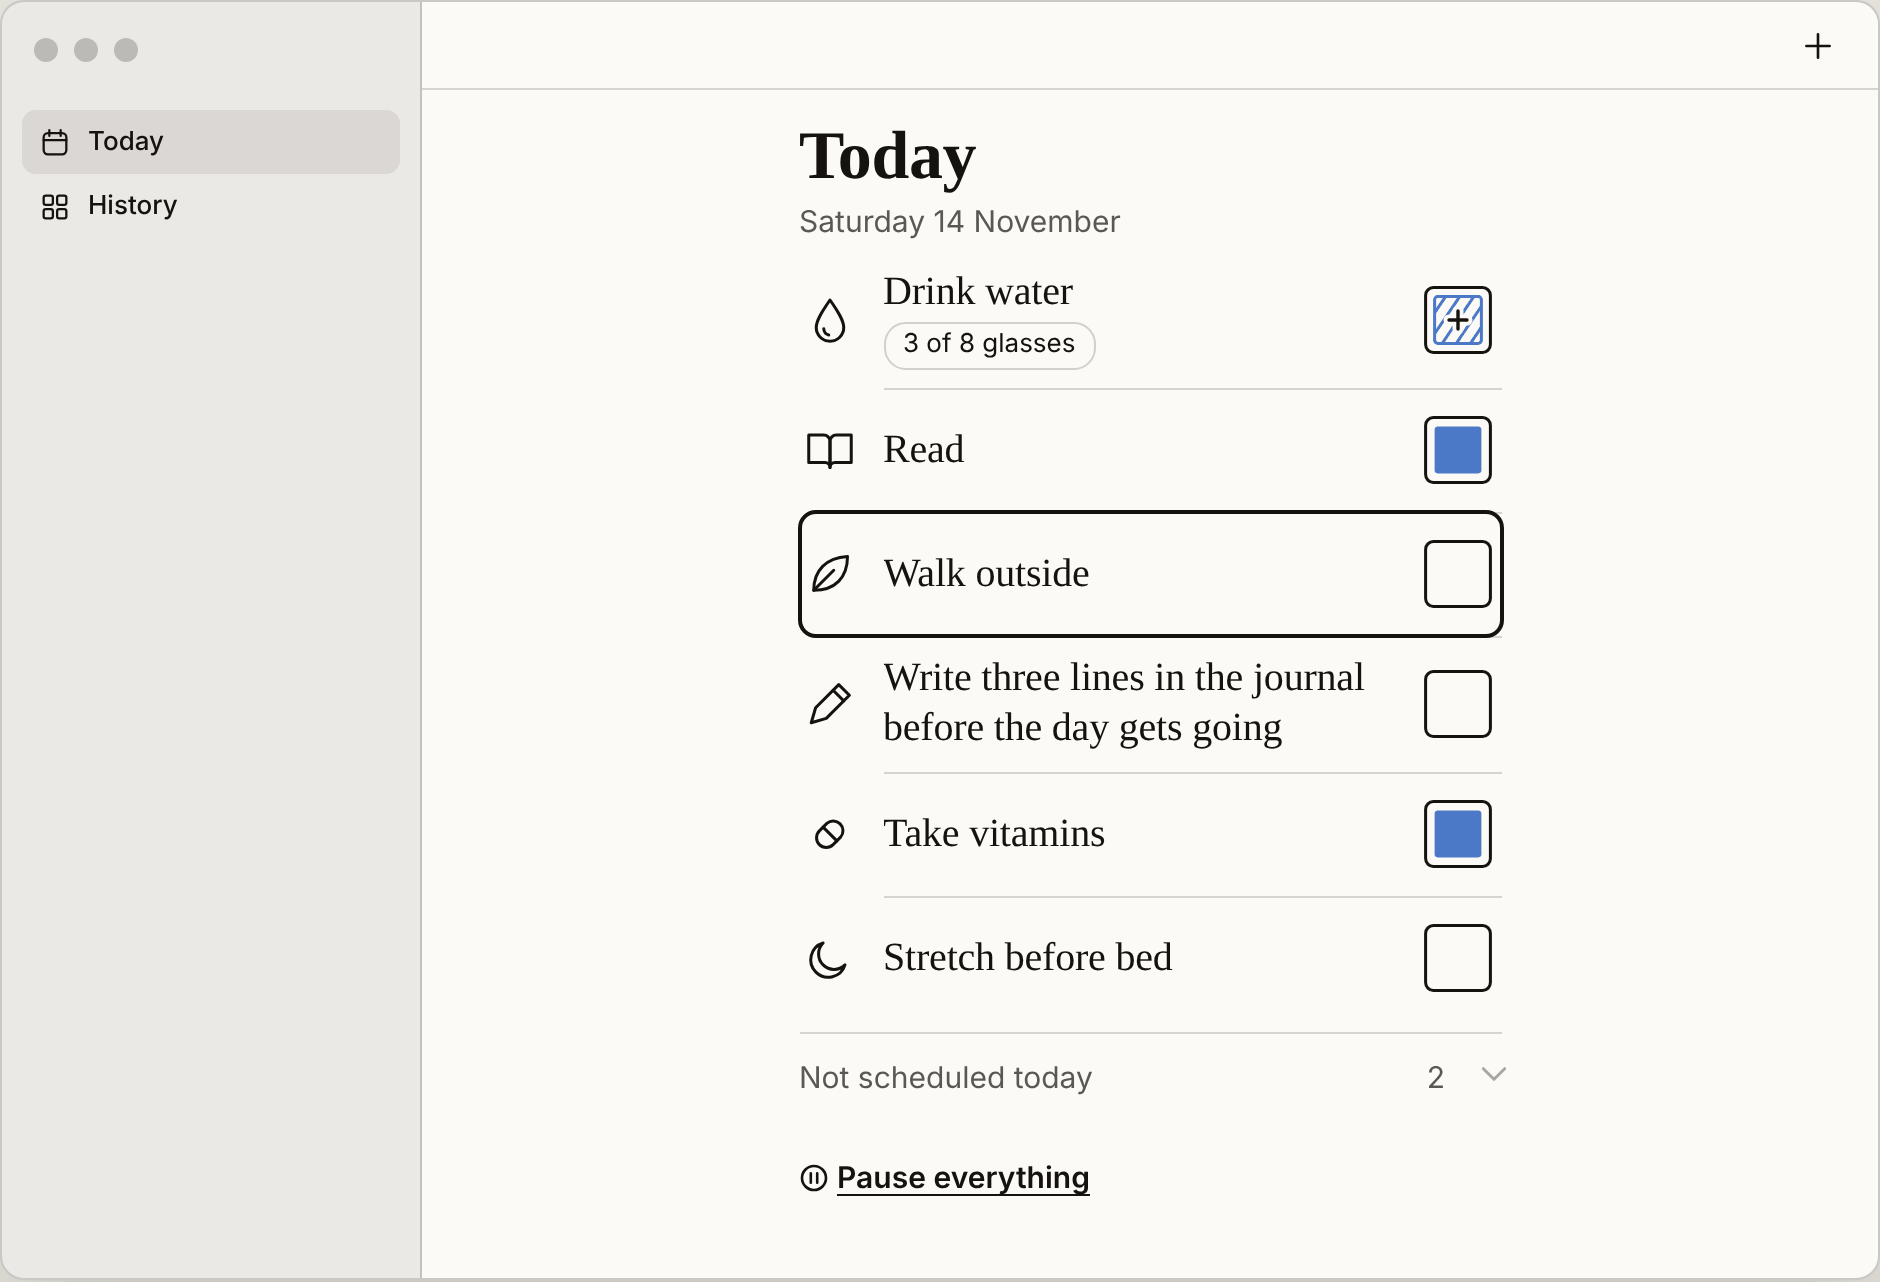 Today
History
Today
Saturday 14 November
Drink water
3 of 8 glasses
Read
Walk outside
Write three lines in the journal
before the day gets going
Take vitamins
Stretch before bed
Not scheduled today 2
Pause everything